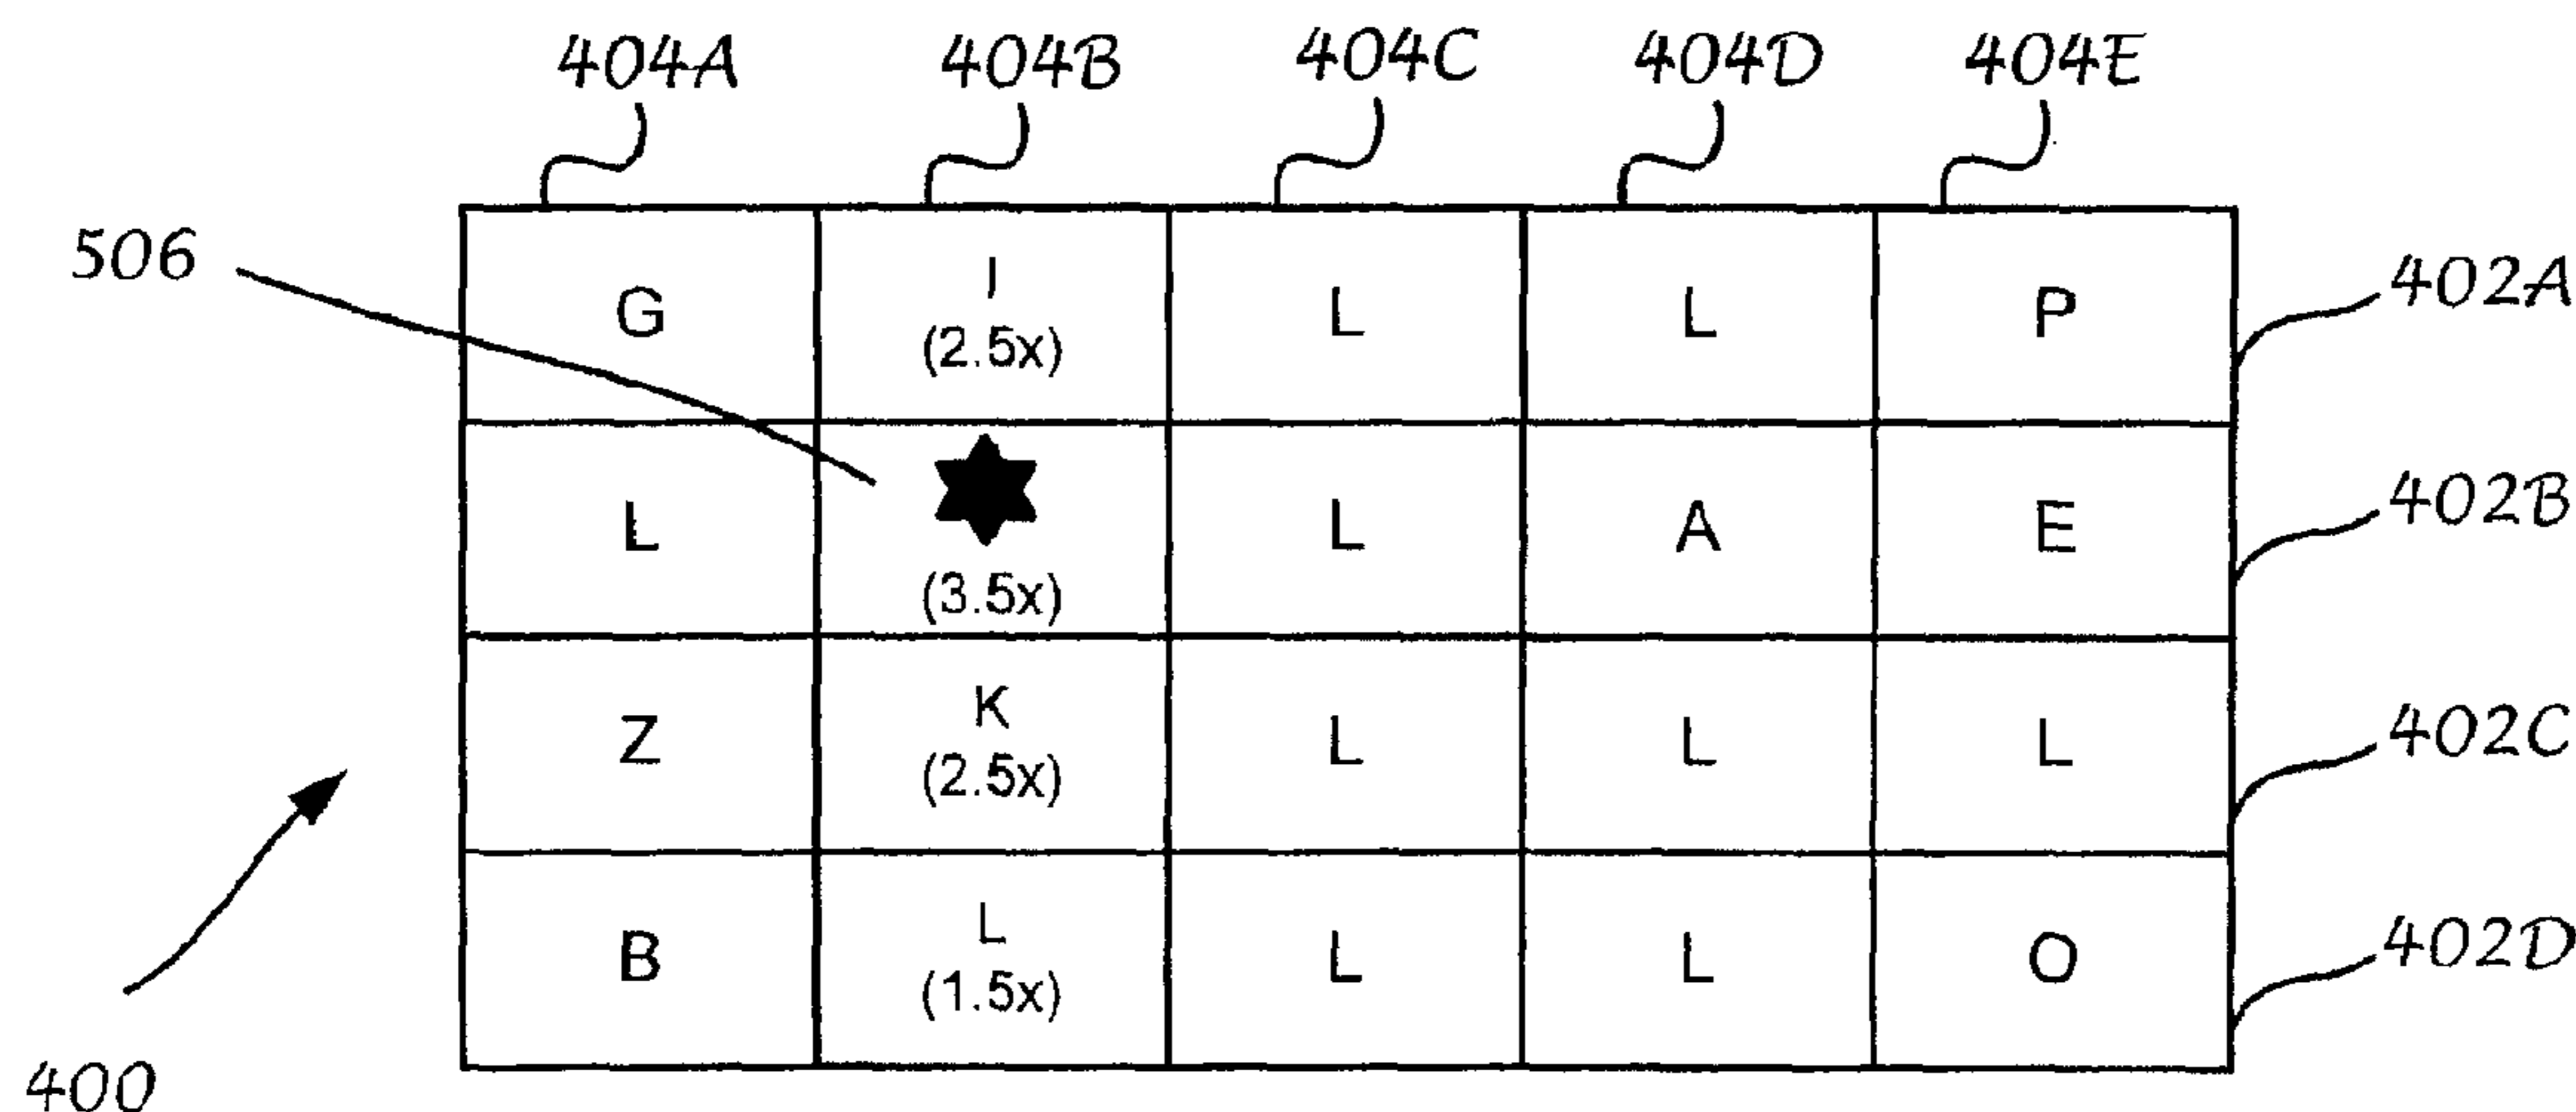 404A 404B 404C 404D 404E
506
G I (2.5x) L L P
402A
L (3.5x) L A E
402B
Z K (2.5x) L L L
402C
B L (1.5x) L L O
402D
400